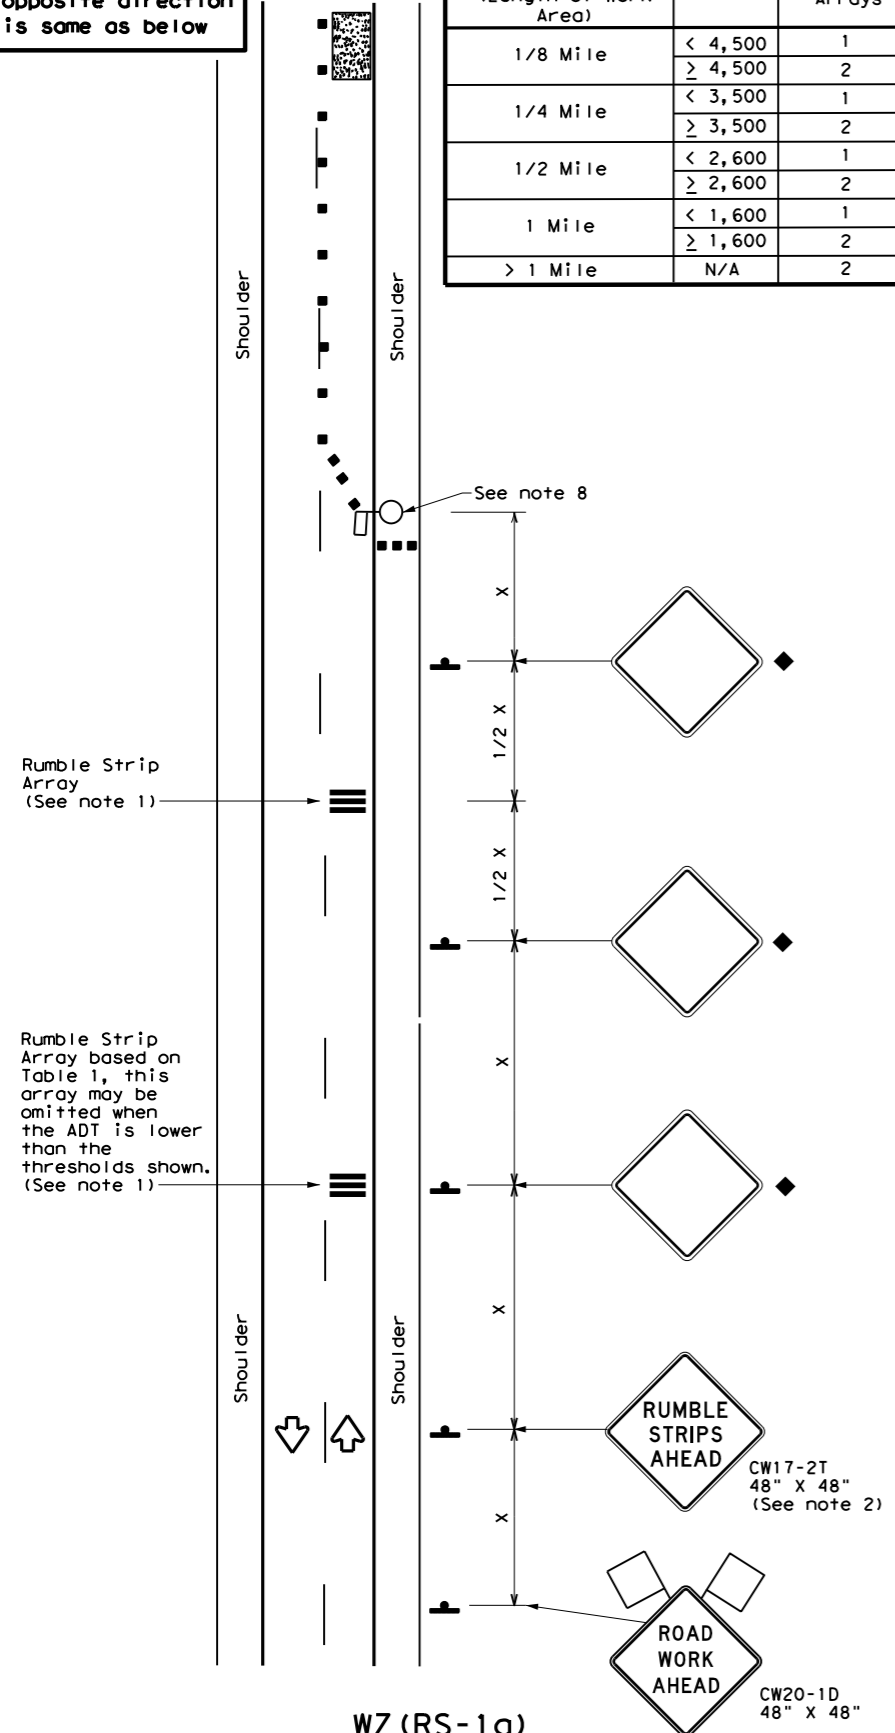 opposite direction
is same as below
Area)
Arrays
1/8 Mile
< 4,500
1
≥ 4,500
2
1/4 Mile
< 3,500
1
≥ 3,500
2
1/2 Mile
< 2,600
1
≥ 2,600
2
1 Mile
< 1,600
1
≥ 1,600
2
> 1 Mile
N/A
2
Shoulder
Shoulder
See note 8
X
1/2 X
Rumble Strip
Array
(See note 1)
1/2 X
X
Rumble Strip
Array based on
Table 1, this
array may be
omitted when
the ADT is lower
than the
thresholds shown.
(See note 1)
X
Shoulder
Shoulder
RUMBLE
STRIPS
AHEAD
CW17-2T
48" X 48"
(See note 2)
X
ROAD
WORK
AHEAD
CW20-1D
48" X 48"
WZ(RS-1a)